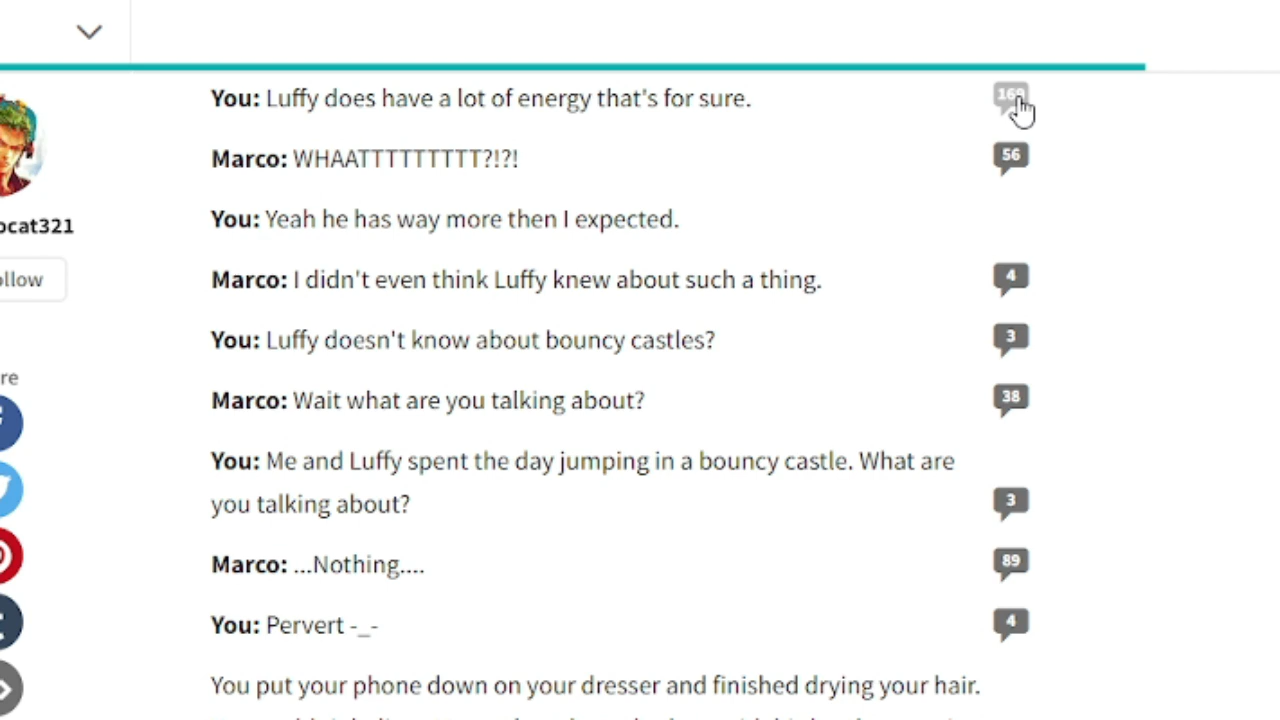 You: Luffy does have a lot of energy that's for sure.
Marco: WHAATTTTTTTTT?!?!
56
ocat321
You: Yeah he has way more then I expected.
ollow
Marco: I didn't even think Luffy knew about such a thing.
4
You: Luffy doesn't know about bouncy castles?
3
re
Marco: Wait what are you talking about?
38
You: Me and Luffy spent the day jumping in a bouncy castle. What are
you talking about?
3
Marco: ...Nothing....
89
You: Pervert -_-
4
You put your phone down on your dresser and finished drying your hair.